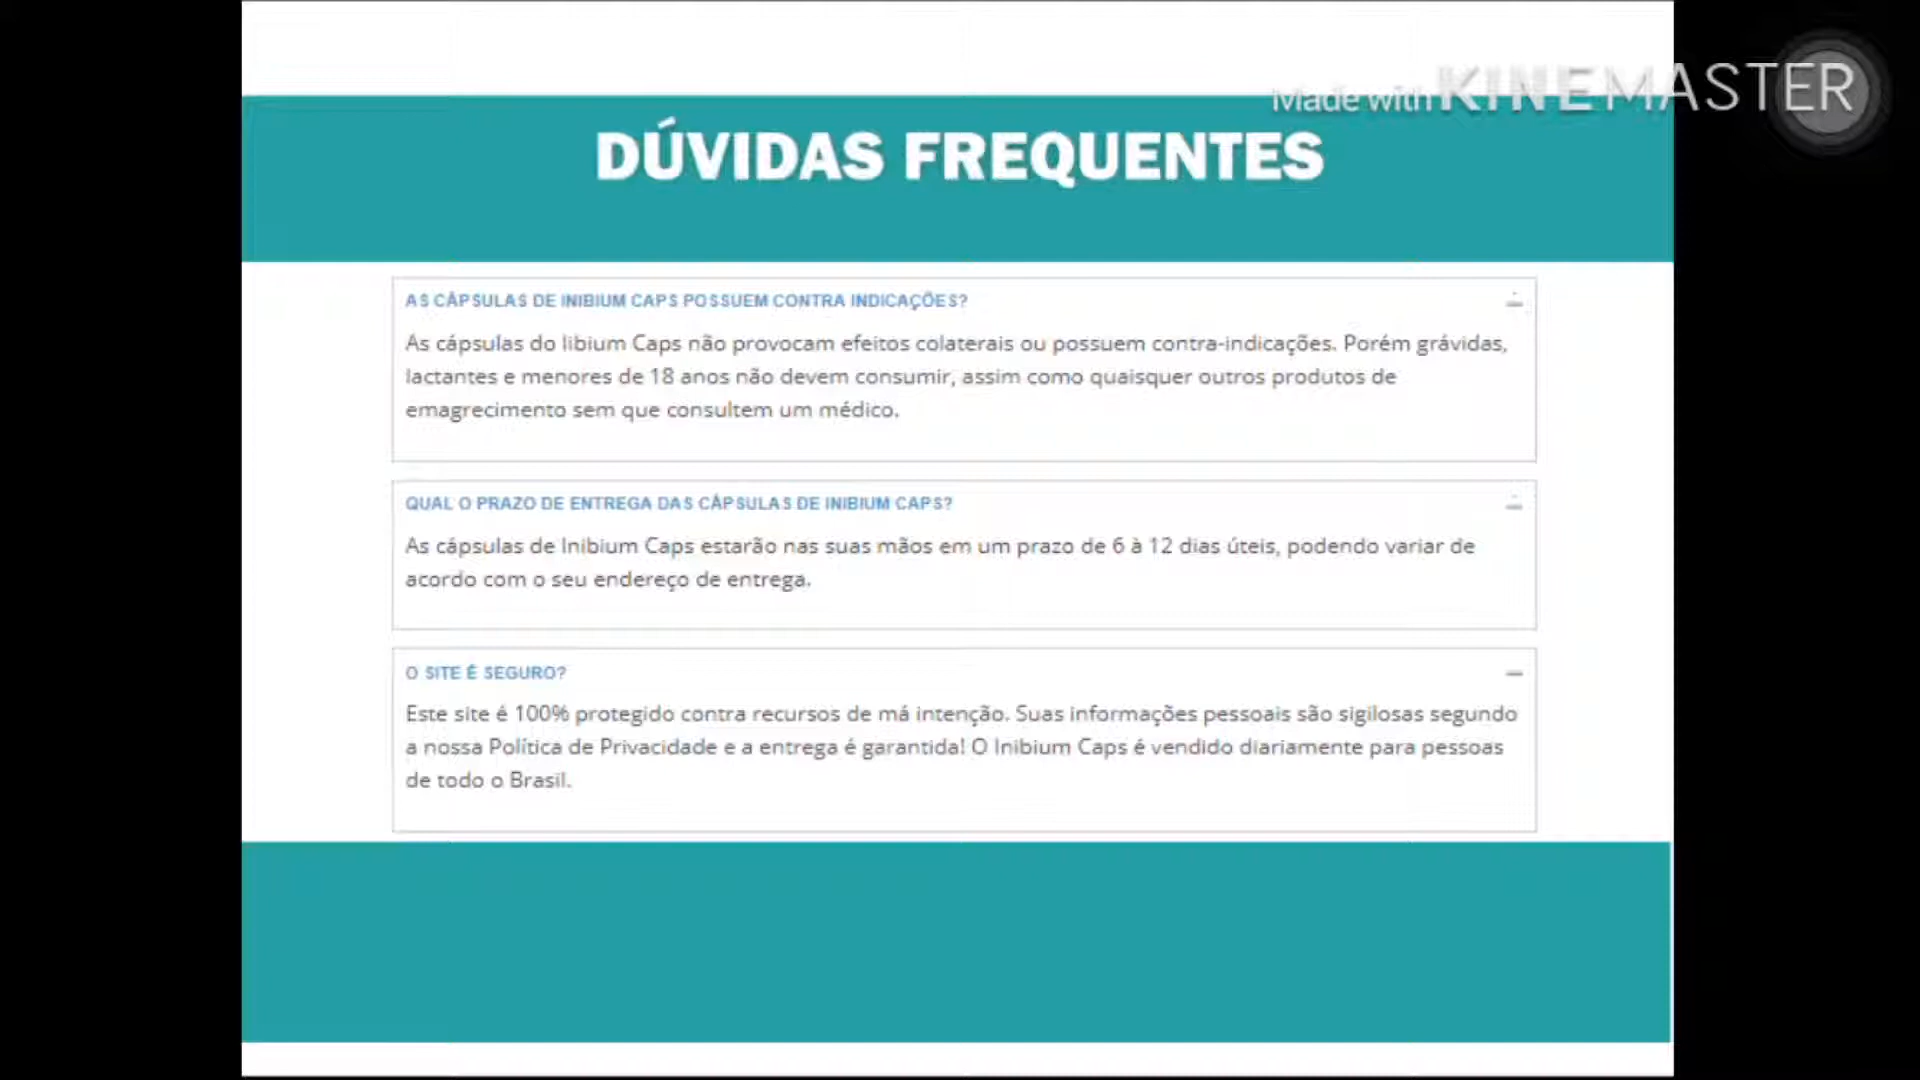 Made with KINEMASTER
DÚVIDAS FREQUENTES
AS CÁPSULAS DE INIBIUM CAPS POSSUEM CONTRA INDICAÇÕES?
As cápsulas do Iibium Caps não provocam efeitos colaterais ou possuem contra-indicações. Porém grávidas,
lactantes e menores de 18 anos não devem consumir, assim como quaisquer outros produtos de
emagrecimento sem que consultem um médico.
QUAL O PRAZO DE ENTREGA DAS CÁPSULAS DE INIBIUM CAPS?
As cápsulas de Inibium Caps estarão nas suas mãos em um prazo de 6 à 12 dias úteis, podendo variar de
acordo com o seu endereço de entrega.
O SITE É SEGURO?
Este site é 100% protegido contra recursos de má intenção. Suas informações pessoais são sigilosas segundo
a nossa Política de Privacidade e a entrega é garantida! O Inibium Caps é vendido diariamente para pessoas
de todo o Brasil.